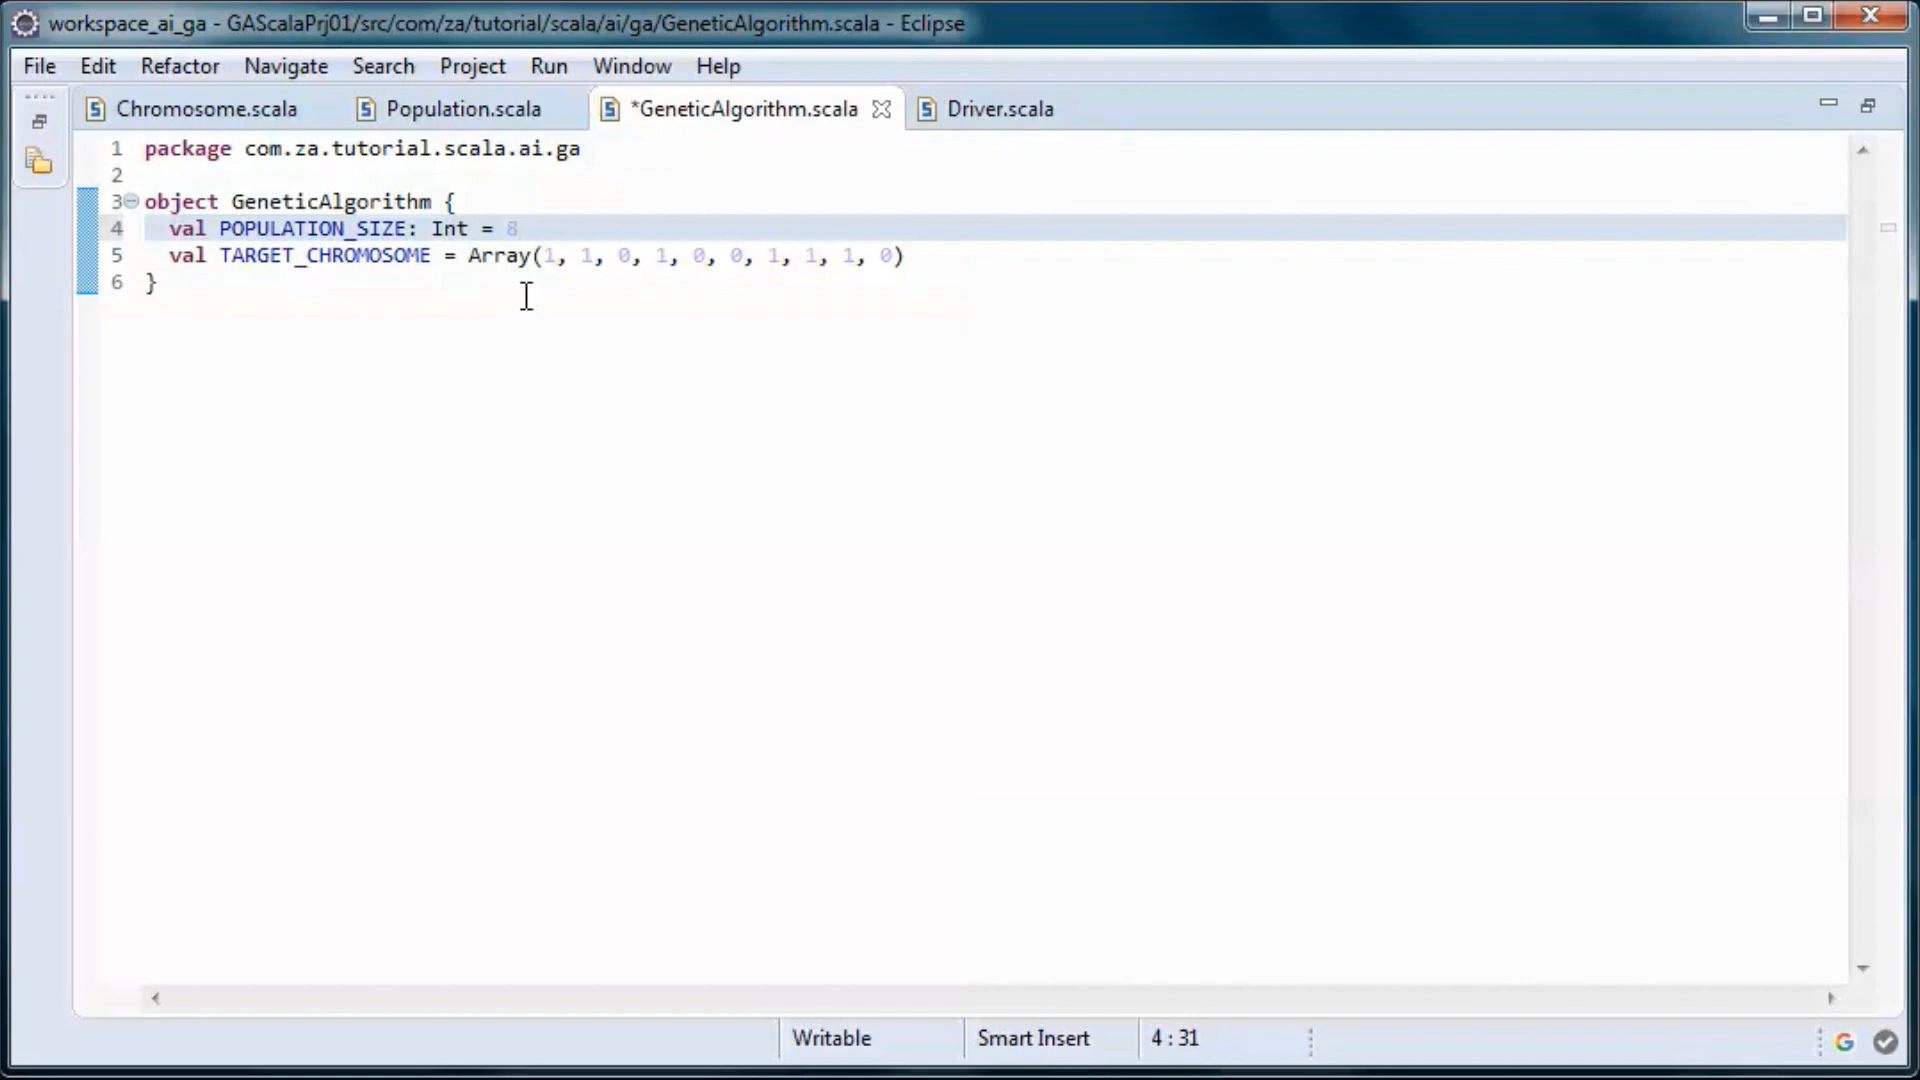 workspace_ai_ga - GAScalaPrj01/src/com/za/tutorial/scala/ai/ga/GeneticAlgorithm.scala - Eclipse
File Edit Refactor Navigate Search Project Run Window Help
Chromosome.scala Population.scala *GeneticAlgorithm.scala Driver.scala
1 package com.za.tutorial.scala.ai.ga
2
3 object GeneticAlgorithm {
4 val POPULATION_SIZE: Int = 8
5 val TARGET_CHROMOSOME = Array(1, 1, 0, 1, 0, 0, 1, 1, 1, 0)
6 }
Writable Smart Insert 4 : 31